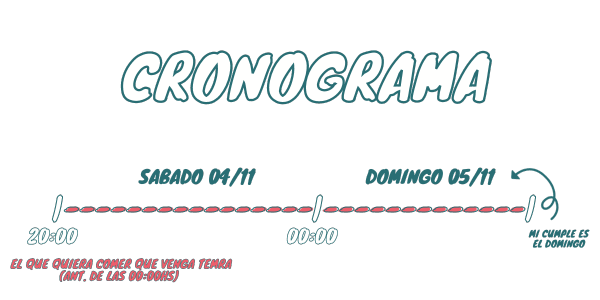 CRONOGRAMA
SABADO 04/11
DOMINGO 05/11
20:00
00:00
MI CUMPLE ES
EL DOMINGO
EL QUE QUIERA COMER QUE VENGA TEMRA
(ANT. DE LAS 00:00HS)